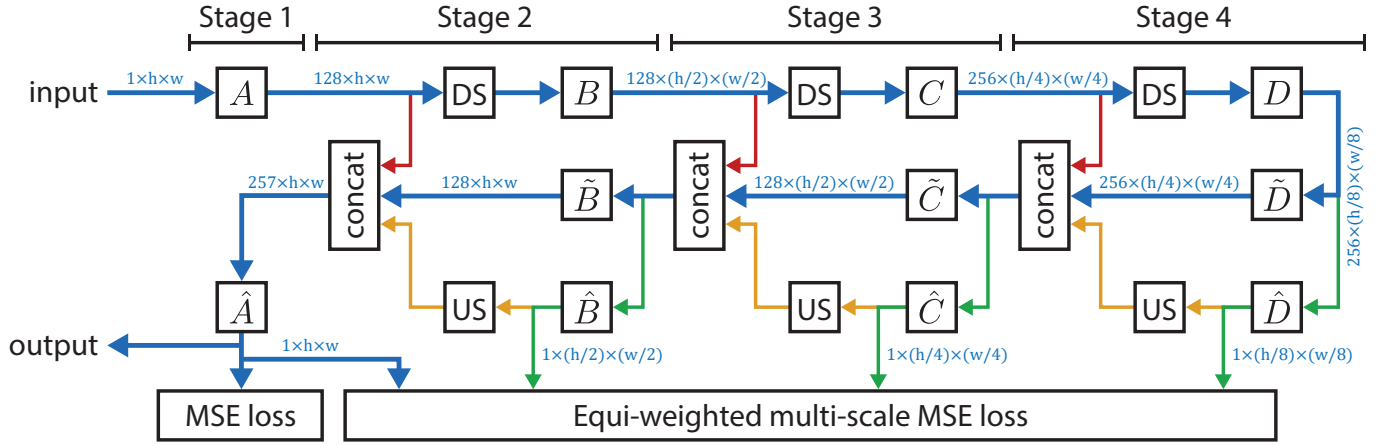 Stage 1 Stage 2 Stage 3 Stage 4
input 1×h×w A 128×h×w DS B 128×(h/2)×(w/2) DS C 256×(h/4)×(w/4) DS D
257×h×w concat 128×h×w B̃ concat 128×(h/2)×(w/2) C̃ concat 256×(h/4)×(w/4) D̃ 256×(h/8)×(w/8)
Â US B̂ US Ĉ US D̂
output 1×h×w 1×(h/2)×(w/2) 1×(h/4)×(w/4) 1×(h/8)×(w/8)
MSE loss Equi-weighted multi-scale MSE loss